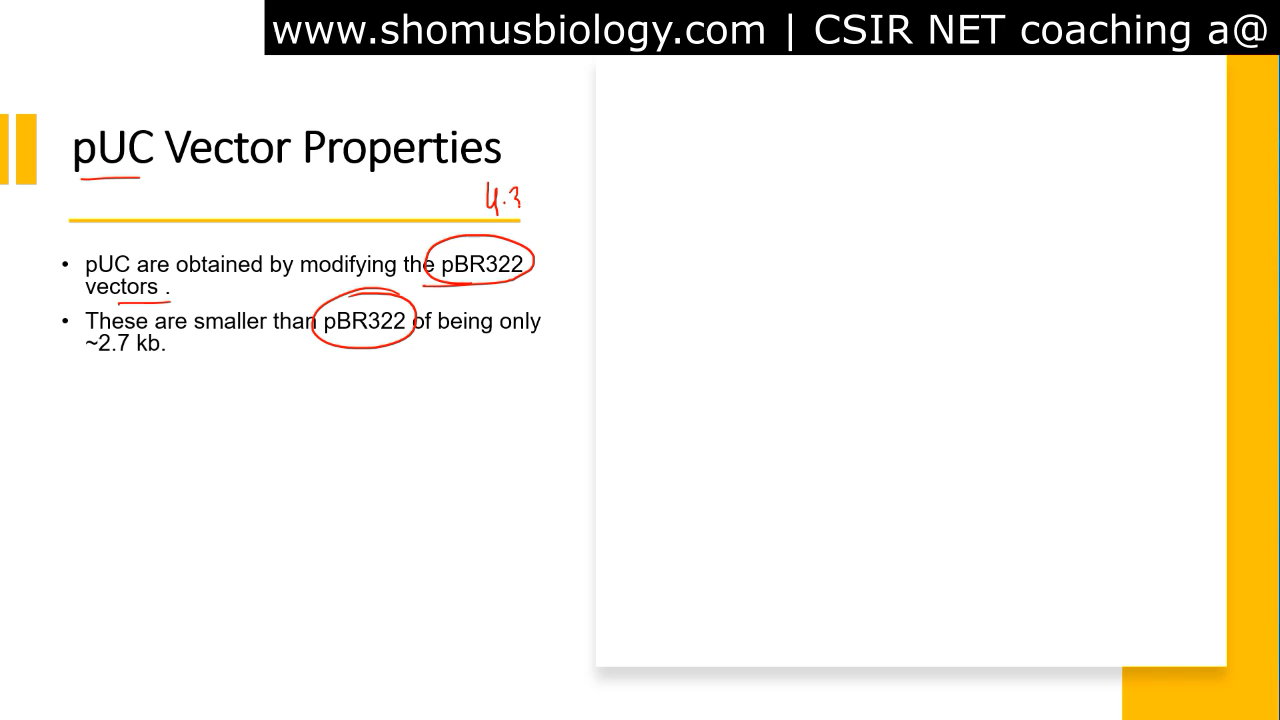 www.shomusbiology.com | CSIR NET coaching a@
pUC Vector Properties
4.3
• pUC are obtained by modifying the pBR322
vectors .
• These are smaller than pBR322 of being only
~2.7 kb.